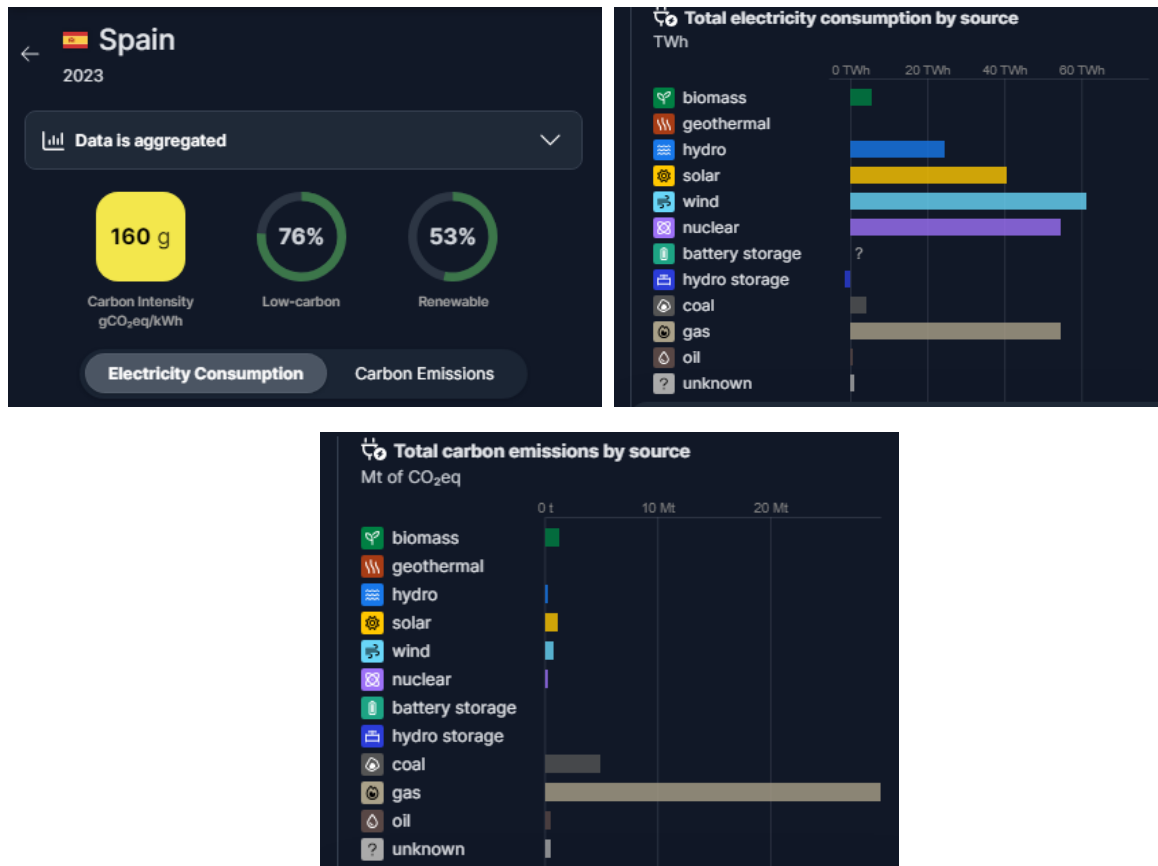 Spain
2023
Data is aggregated
160 g
76%
53%
Carbon Intensity
gCO₂eq/kWh
Low-carbon
Renewable
Electricity Consumption
Carbon Emissions
Total electricity consumption by source
TWh
0 TWh 20 TWh 40 TWh 60 TWh
biomass
geothermal
hydro
solar
wind
nuclear
battery storage ?
hydro storage
coal
gas
oil
? unknown
Total carbon emissions by source
Mt of CO₂eq
0 t 10 Mt 20 Mt
biomass
geothermal
hydro
solar
wind
nuclear
battery storage
hydro storage
coal
gas
oil
? unknown